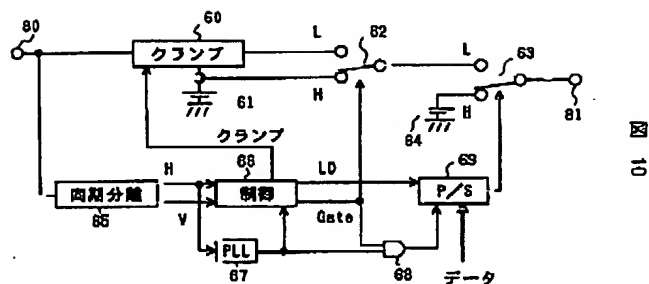 80
60
クランプ
L
62
H
61
L
63
H
64
81
クランプ
H
66
同期分離
65
V
制御
LD
Gate
69
P/S
PLL
67
68
データ
図 10